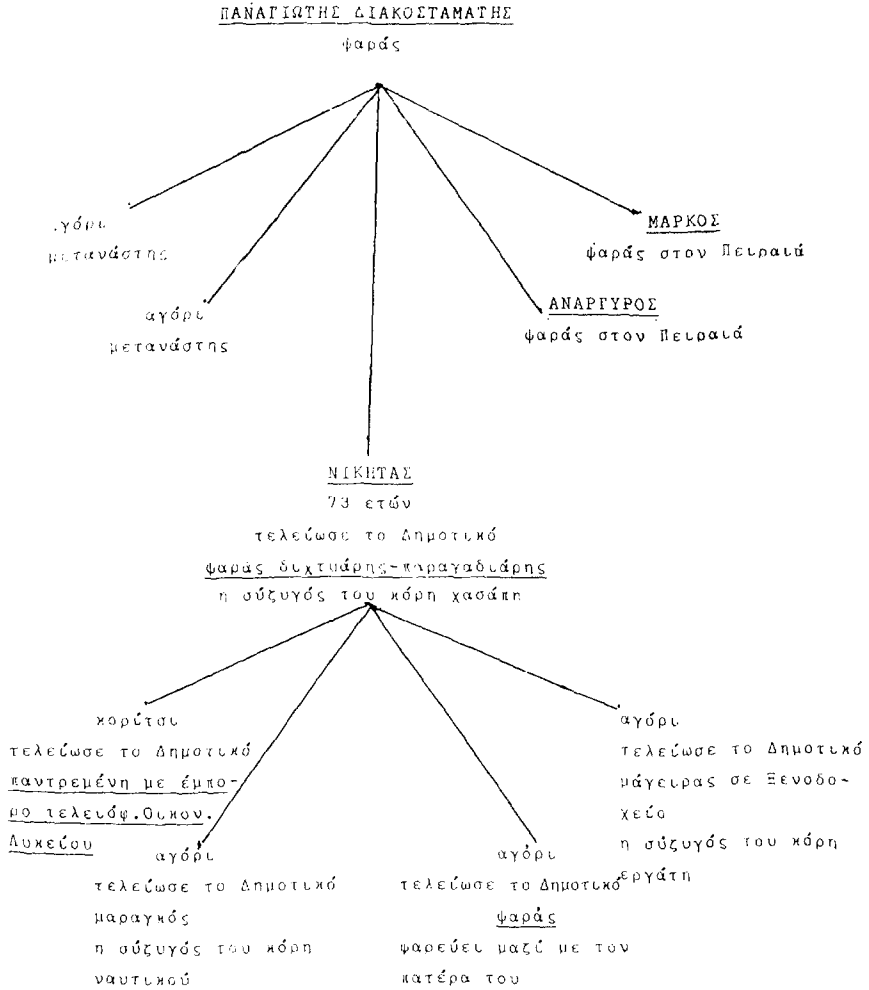 ΠΑΝΑΓΙΩΤΗΣ ΔΙΑΚΟΣΤΑΜΑΤΗΣ
ψαράς
.γόρι
μετανάστης
αγόρι
μετανάστης
ΜΑΡΚΟΣ
ψαράς στον Πειραιά
ΑΝΑΡΓΥΡΟΣ
ψαράς στον Πειραιά
ΝΙΚΗΤΑΣ
73 ετών
τελείωσε το Δημοτικό
ψαράς διχτυάρης-παραγαδιάρης
η σύζυγός του κόρη χασάπη
κορίτσι
τελείωσε το Δημοτικό
παντρεμένη με έμπο-
ρο τελειόφ.Οικον.
Λυκείου
αγόρι
τελείωσε το Δημοτικό
μαραγκός
η σύζυγός του κόρη
ναυτικού
αγόρι
τελείωσε το Δημοτικό
ψαράς
ψαρεύει μαζί με τον
πατέρα του
αγόρι
τελείωσε το Δημοτικό
μάγειρας σε Ξενοδο-
χείο
η σύζυγός του κόρη
εργάτη